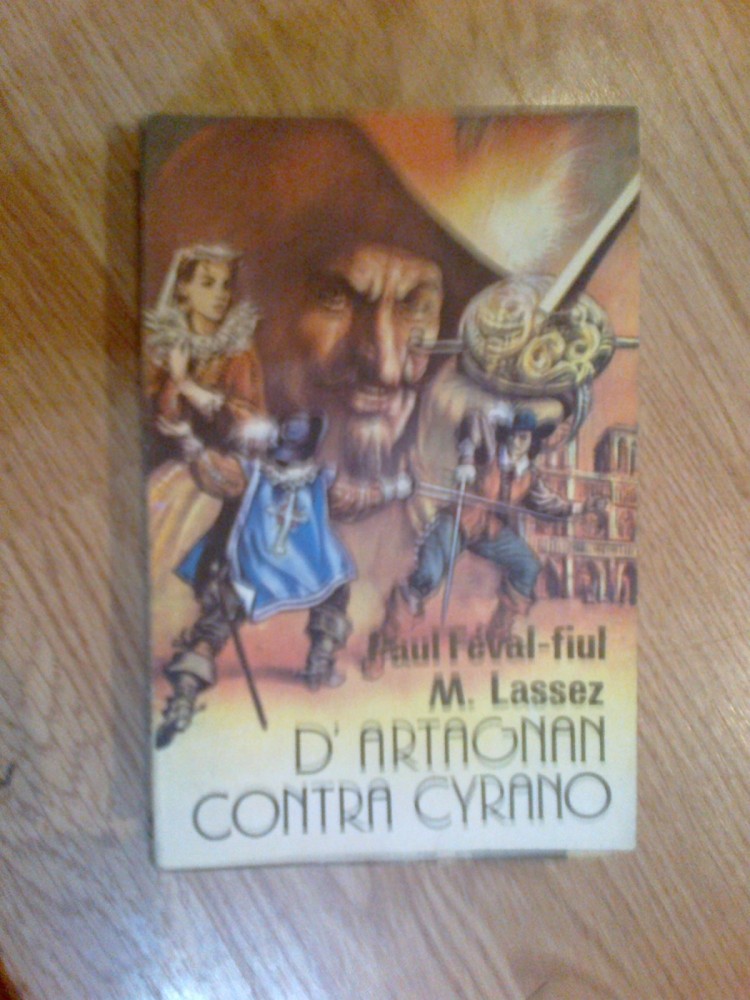 Paul Féval-fiul
M. Lassez
D' ARTAGNAN
CONTRA CYRANO